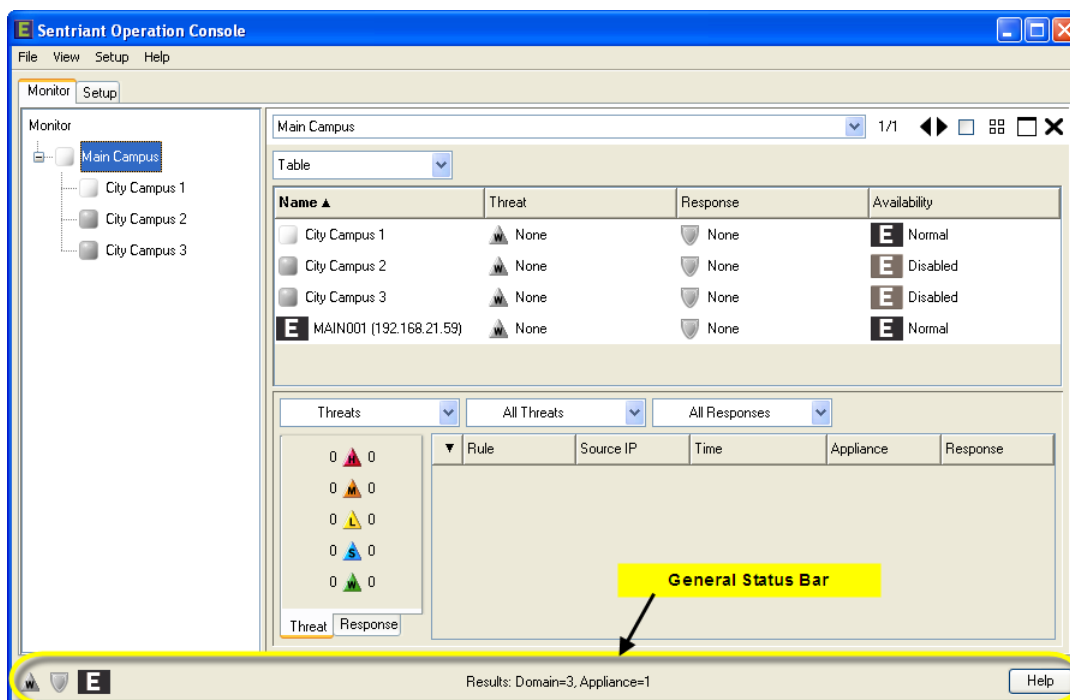 E Sentriant Operation Console
File View Setup Help
Monitor Setup
Monitor
Main Campus
City Campus 1
City Campus 2
City Campus 3
Main Campus 1/1
Table
Name ▲ Threat Response Availability
City Campus 1 W None None E Normal
City Campus 2 W None None E Disabled
City Campus 3 W None None E Disabled
E MAIN001 (192.168.21.59) W None None E Normal
Threats All Threats All Responses
▼ Rule Source IP Time Appliance Response
0 H 0
0 M 0
0 L 0
0 S 0
0 W 0
General Status Bar
Threat Response
W E Results: Domain=3, Appliance=1 Help